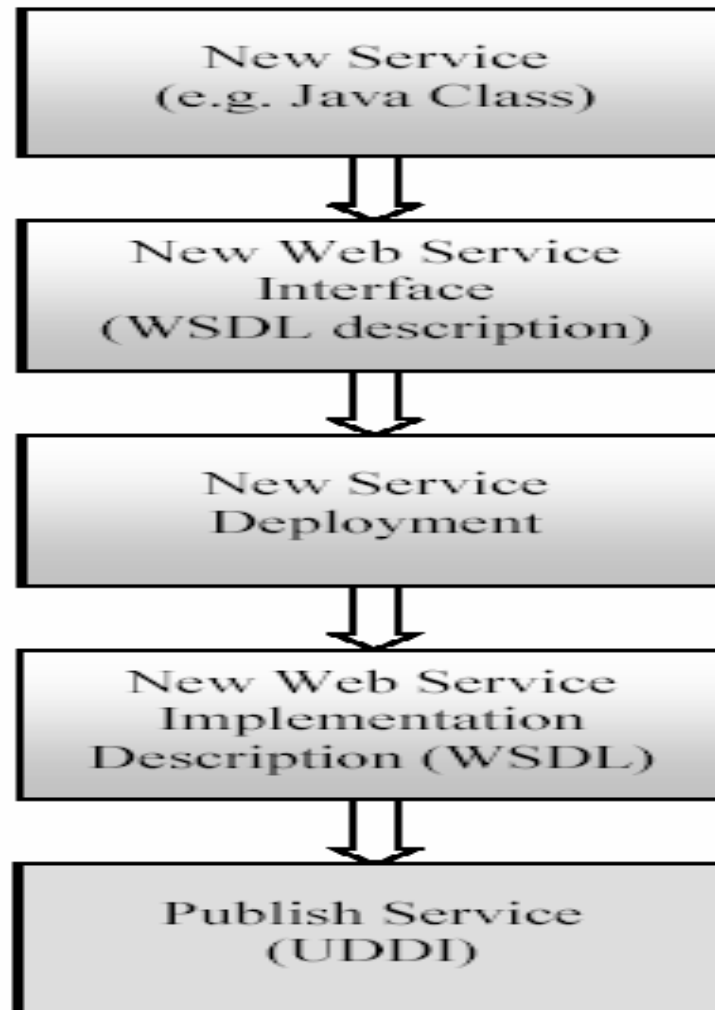 New Service
(e.g. Java Class)
New Web Service
Interface
(WSDL description)
New Service
Deployment
New Web Service
Implementation
Description (WSDL)
Publish Service
(UDDI)